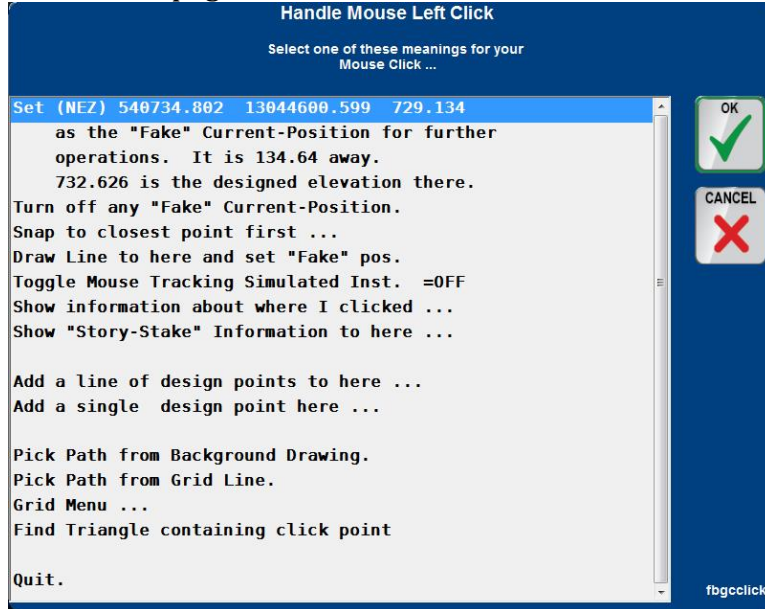 Handle Mouse Left Click
Select one of these meanings for your
Mouse Click ...
Set (NEZ) 540734.802 13044600.599 729.134
as the "Fake" Current-Position for further
operations. It is 134.64 away.
732.626 is the designed elevation there.
Turn off any "Fake" Current-Position.
Snap to closest point first ...
Draw Line to here and set "Fake" pos.
Toggle Mouse Tracking Simulated Inst. =OFF
Show information about where I clicked ...
Show "Story-Stake" Information to here ...
Add a line of design points to here ...
Add a single design point here ...
Pick Path from Background Drawing.
Pick Path from Grid Line.
Grid Menu ...
Find Triangle containing click point
Quit.
OK
CANCEL
fbgcclick